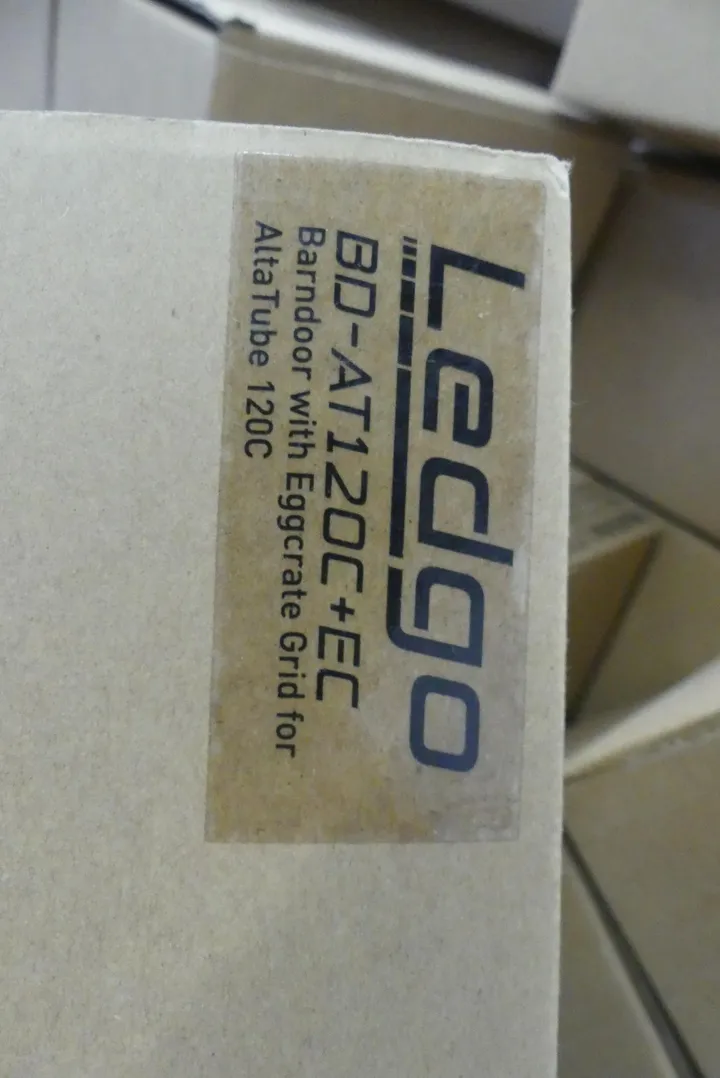 Ledgo
BD-AT120C+EC
Barndoor with Eggcrate Grid for
AltaTube 120C